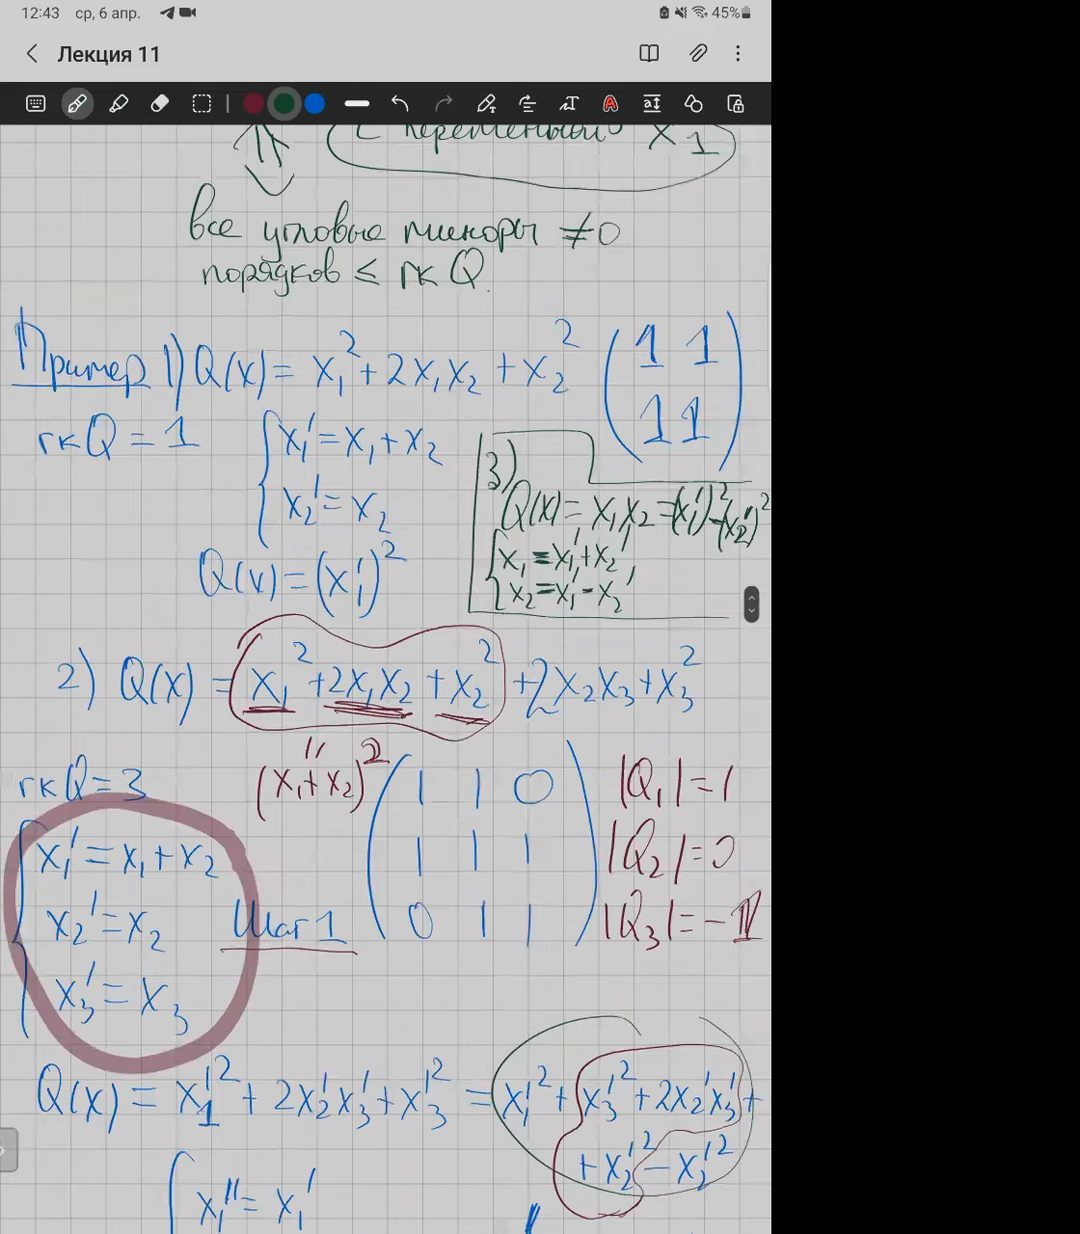 12:43 ср, 6 апр. 45%
Лекция 11
с переменный x₁
все угловые миноры ≠0
порядков ≤ rk Q
Пример 1) Q(x) = x₁² + 2x₁x₂ + x₂² (1 1
1 1)
rkQ = 1
{ x₁' = x₁ + x₂
x₂' = x₂
Q(x) = (x₁')²
3)
Q(x) = x₁x₂ = (x₁')² - (x₂')²
{ x₁ = x₁' + x₂'
x₂ = x₁' - x₂'
2) Q(x) = x₁² + 2x₁x₂ + x₂² + 2x₂x₃ + x₃²
"
(x₁+x₂)²
rkQ = 3
(1 1 0
1 1 1
0 1 1)
|Q₁| = 1
|Q₂| = 0
|Q₃| = -1
{ x₁' = x₁ + x₂
x₂' = x₂
x₃' = x₃
Шаг 1
Q(x) = x₁'² + 2x₂'x₃' + x₃'² = x₁'² + x₃'² + 2x₂'x₃' +
+ x₂'² - x₂'²
{ x₁'' = x₁'